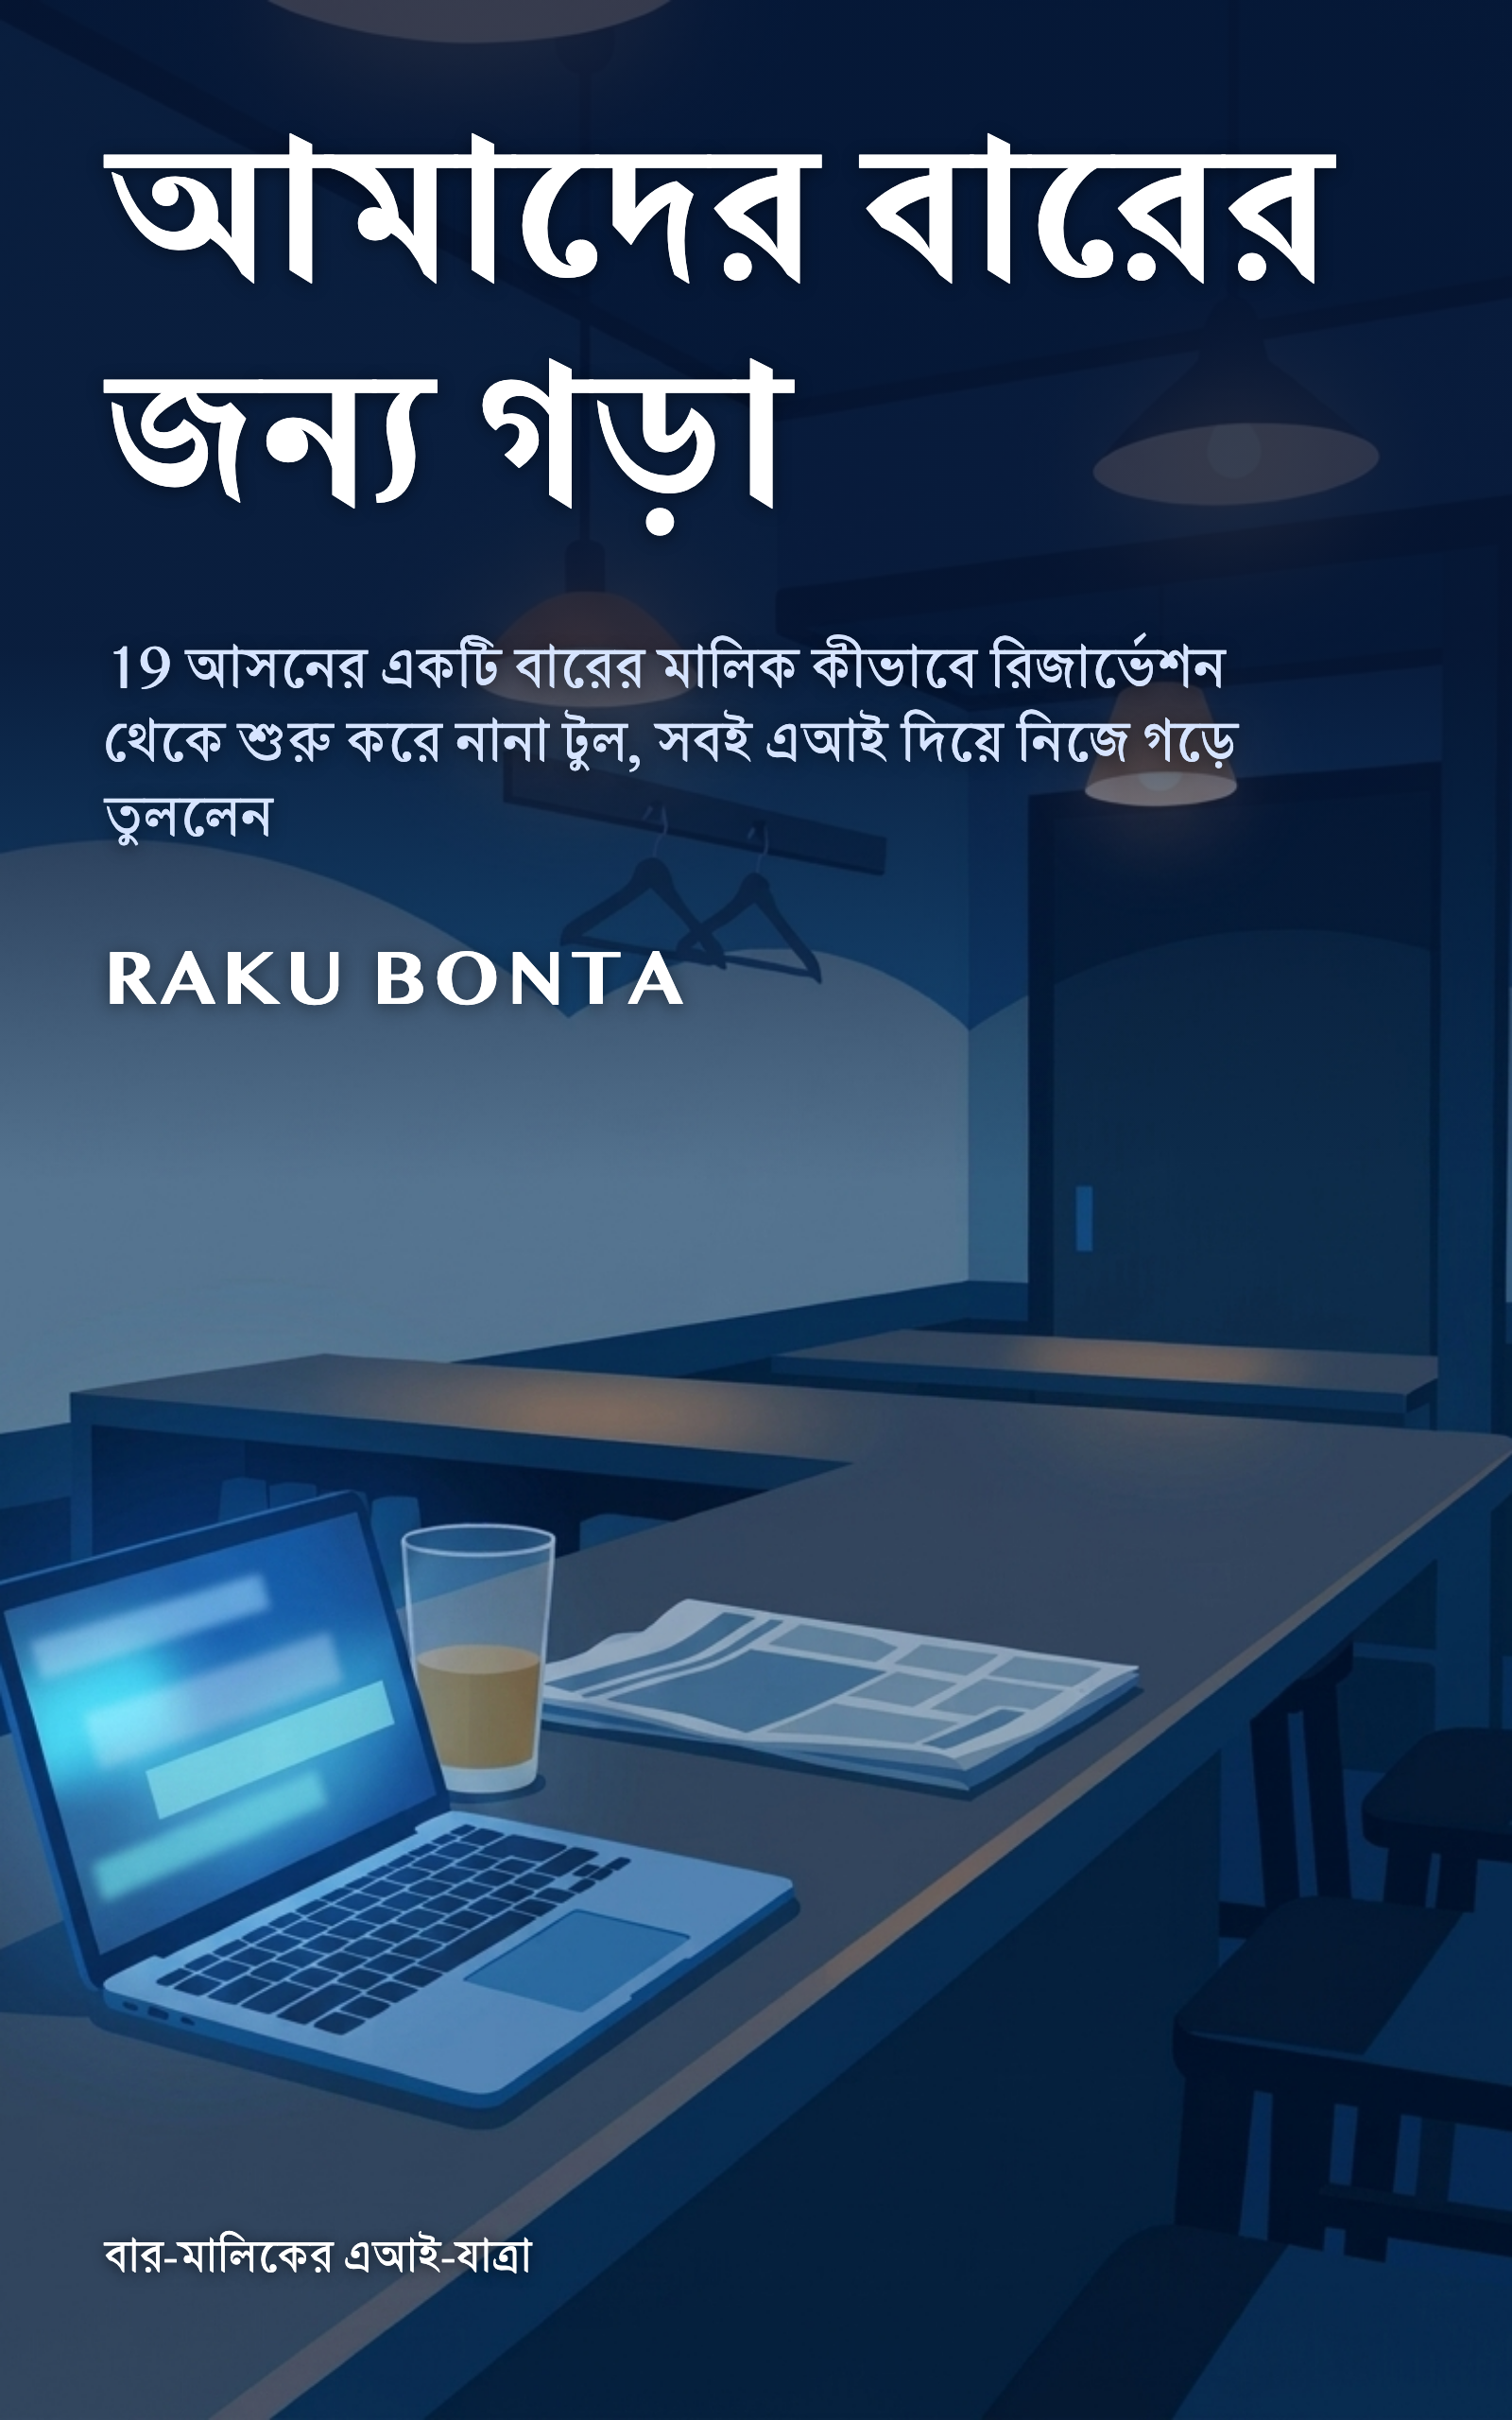 আমাদের বারের
জন্য গড়া
19 আসনের একটি বারের মালিক কীভাবে রিজার্ভেশন
থেকে শুরু করে নানা টুল, সবই এআই দিয়ে নিজে গড়ে
তুললেন
RAKU BONTA
বার-মালিকের এআই-যাত্রা